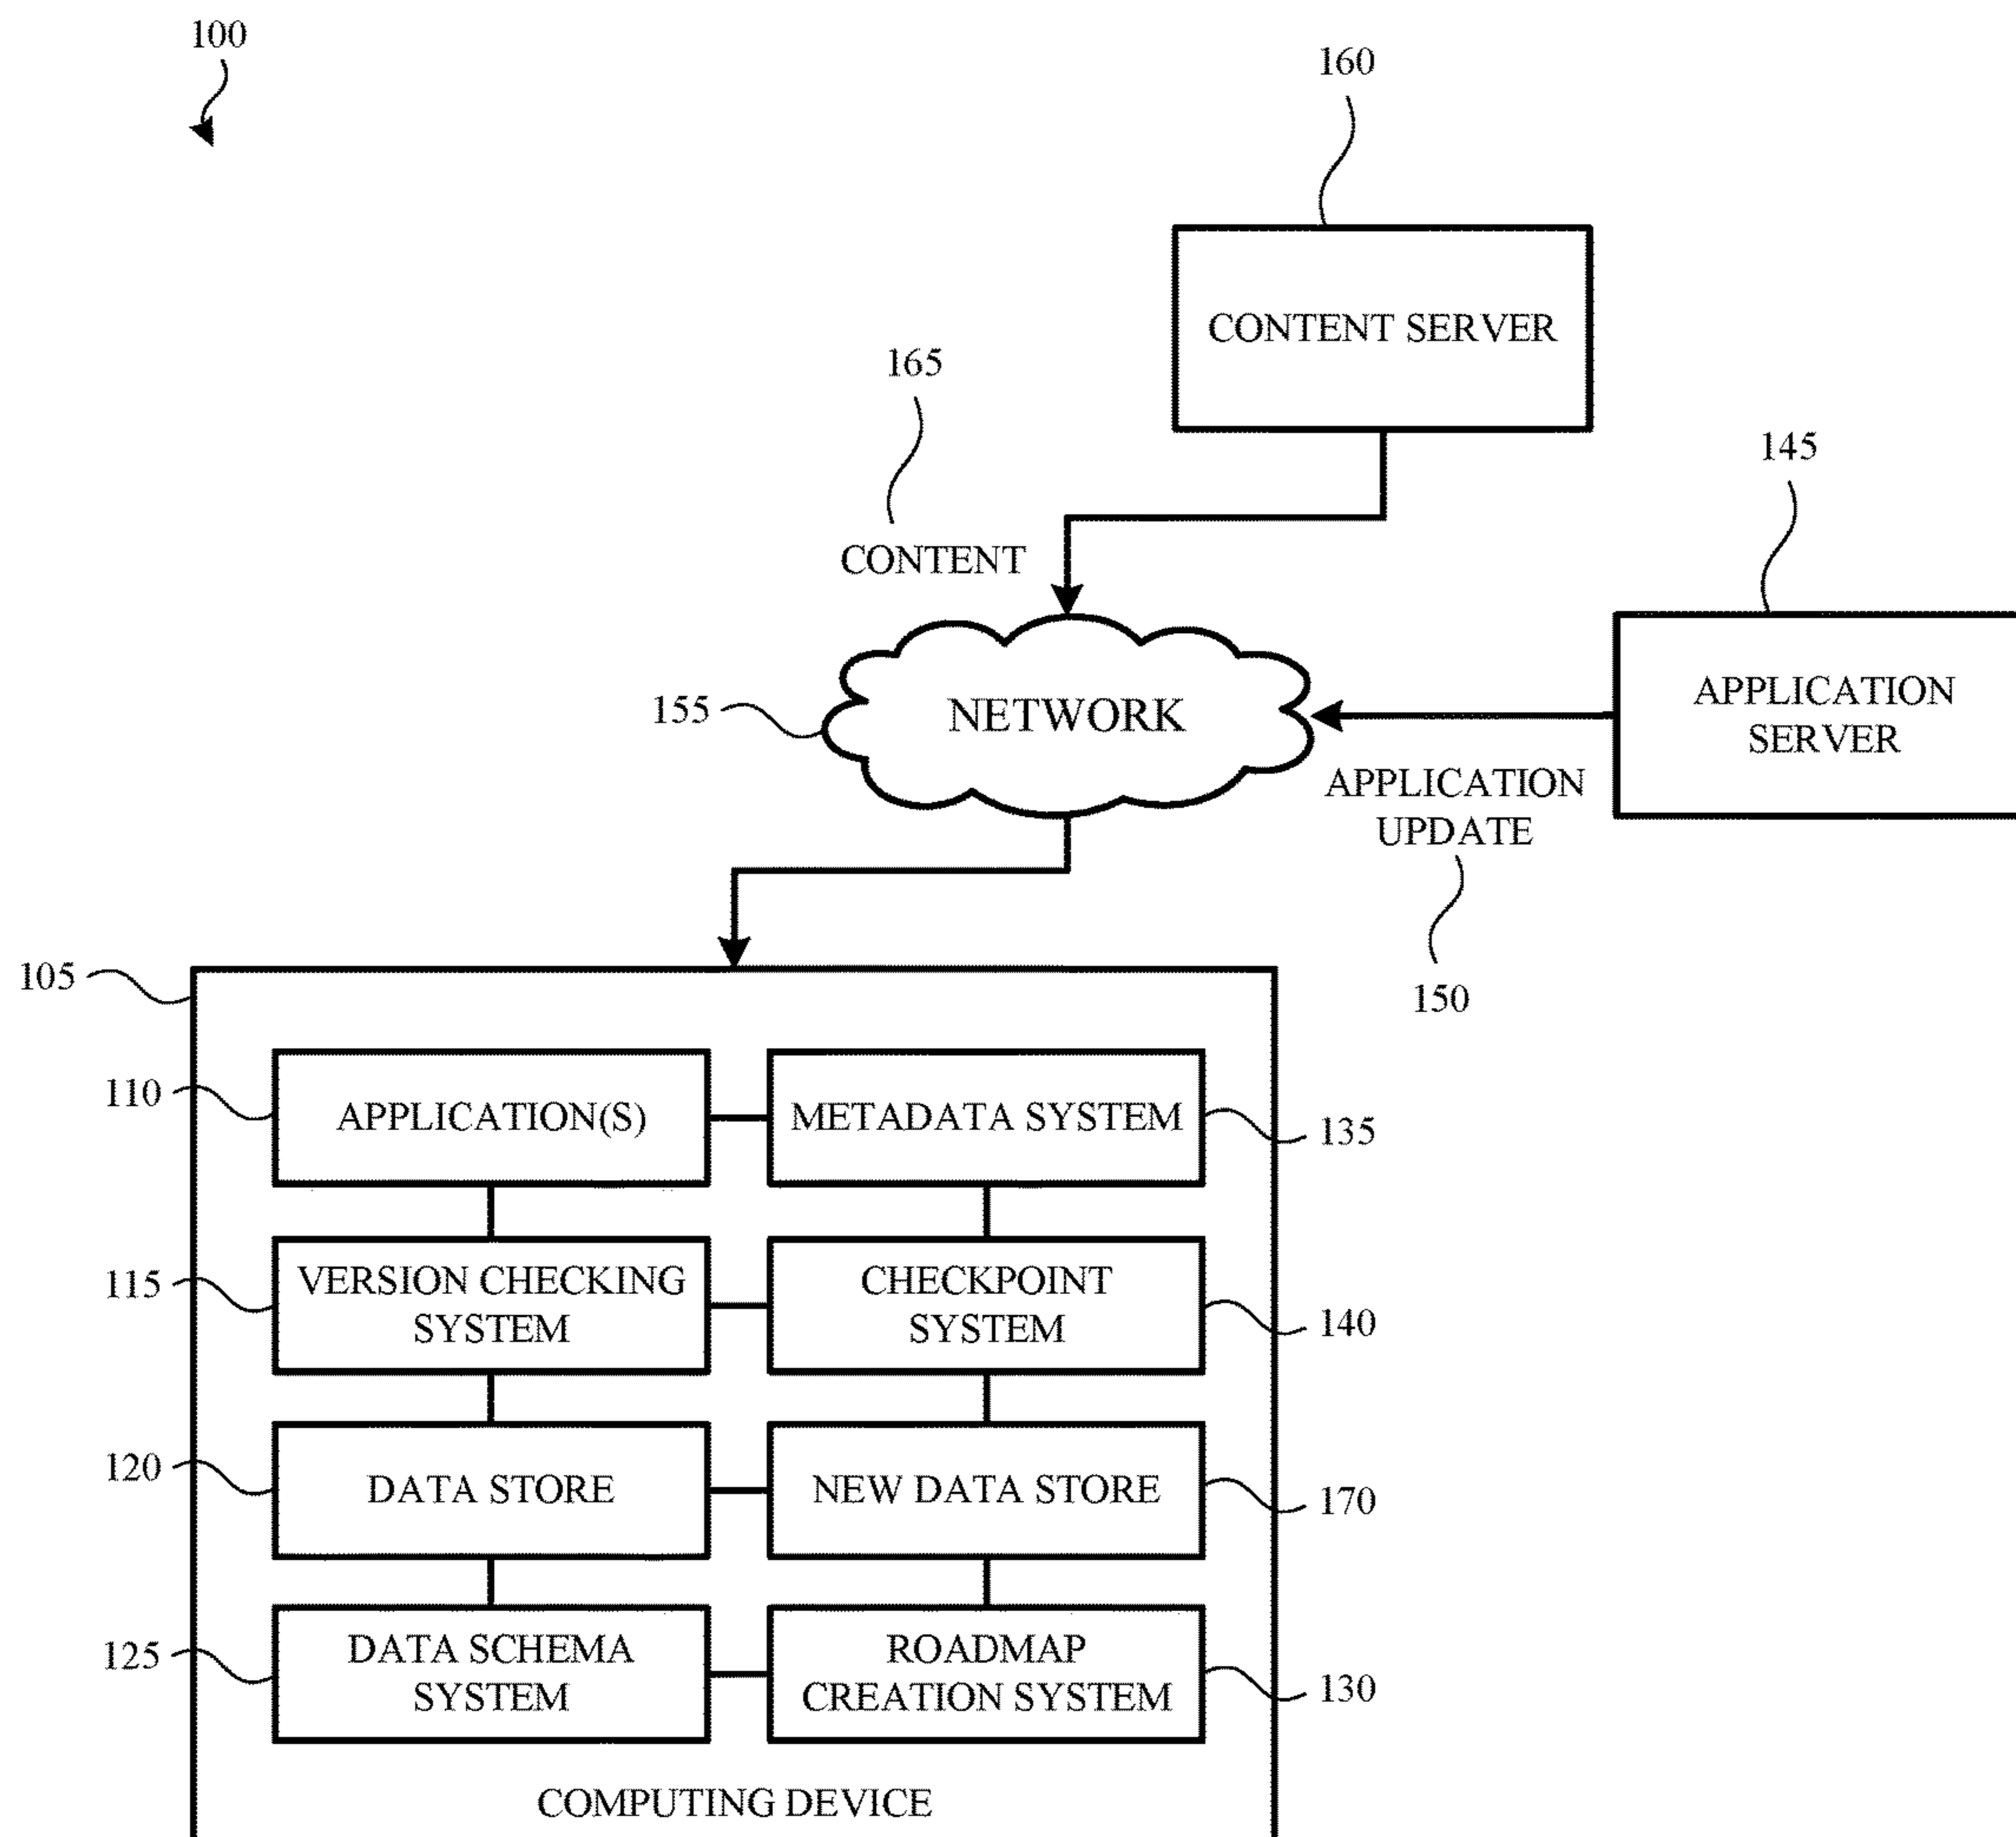 100
160
CONTENT SERVER
165
145
CONTENT
155
NETWORK
APPLICATION
SERVER
APPLICATION
UPDATE
150
105
110
APPLICATION(S)
METADATA SYSTEM
135
115
VERSION CHECKING
SYSTEM
CHECKPOINT
SYSTEM
140
120
DATA STORE
NEW DATA STORE
170
125
DATA SCHEMA
SYSTEM
ROADMAP
CREATION SYSTEM
130
COMPUTING DEVICE